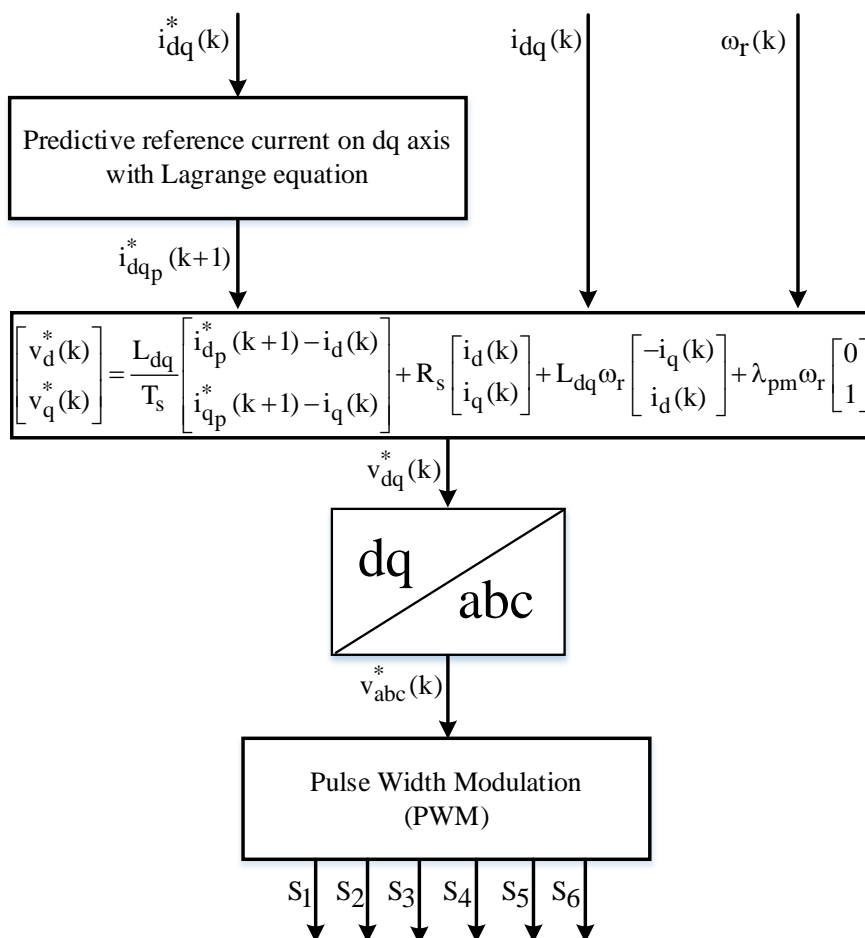 i*dq(k) idq(k) ωr(k)
Predictive reference current on dq axis
with Lagrange equation
i*dqp(k+1)
[v*d(k) v*q(k)] = Ldq/Ts [i*dp(k+1)−id(k) i*qp(k+1)−iq(k)] + Rs [id(k) iq(k)] + Ldqωr [−iq(k) id(k)] + λpmωr [0 1]
v*dq(k)
dq
abc
v*abc(k)
Pulse Width Modulation
(PWM)
S1 S2 S3 S4 S5 S6